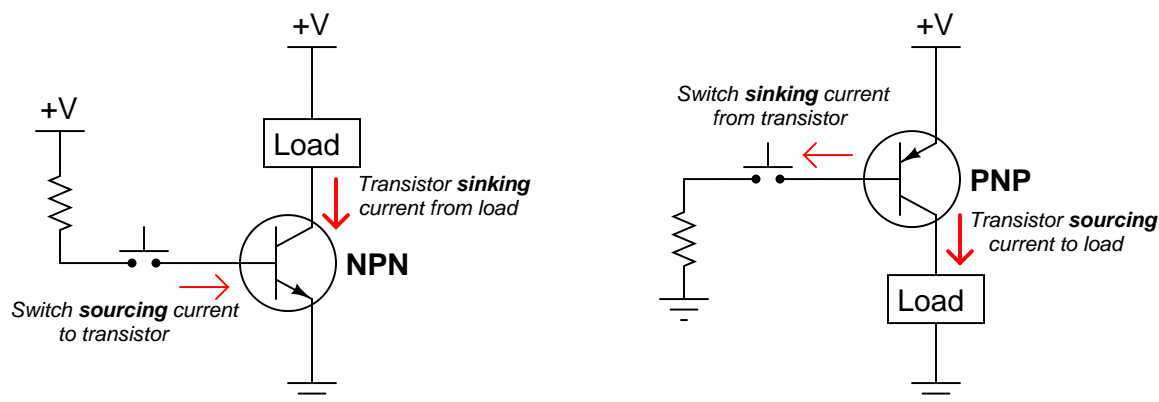 +V
+V
Load
Transistor sinking
current from load
NPN
Switch sourcing current
to transistor
+V
Switch sinking current
from transistor
PNP
Transistor sourcing
current to load
Load